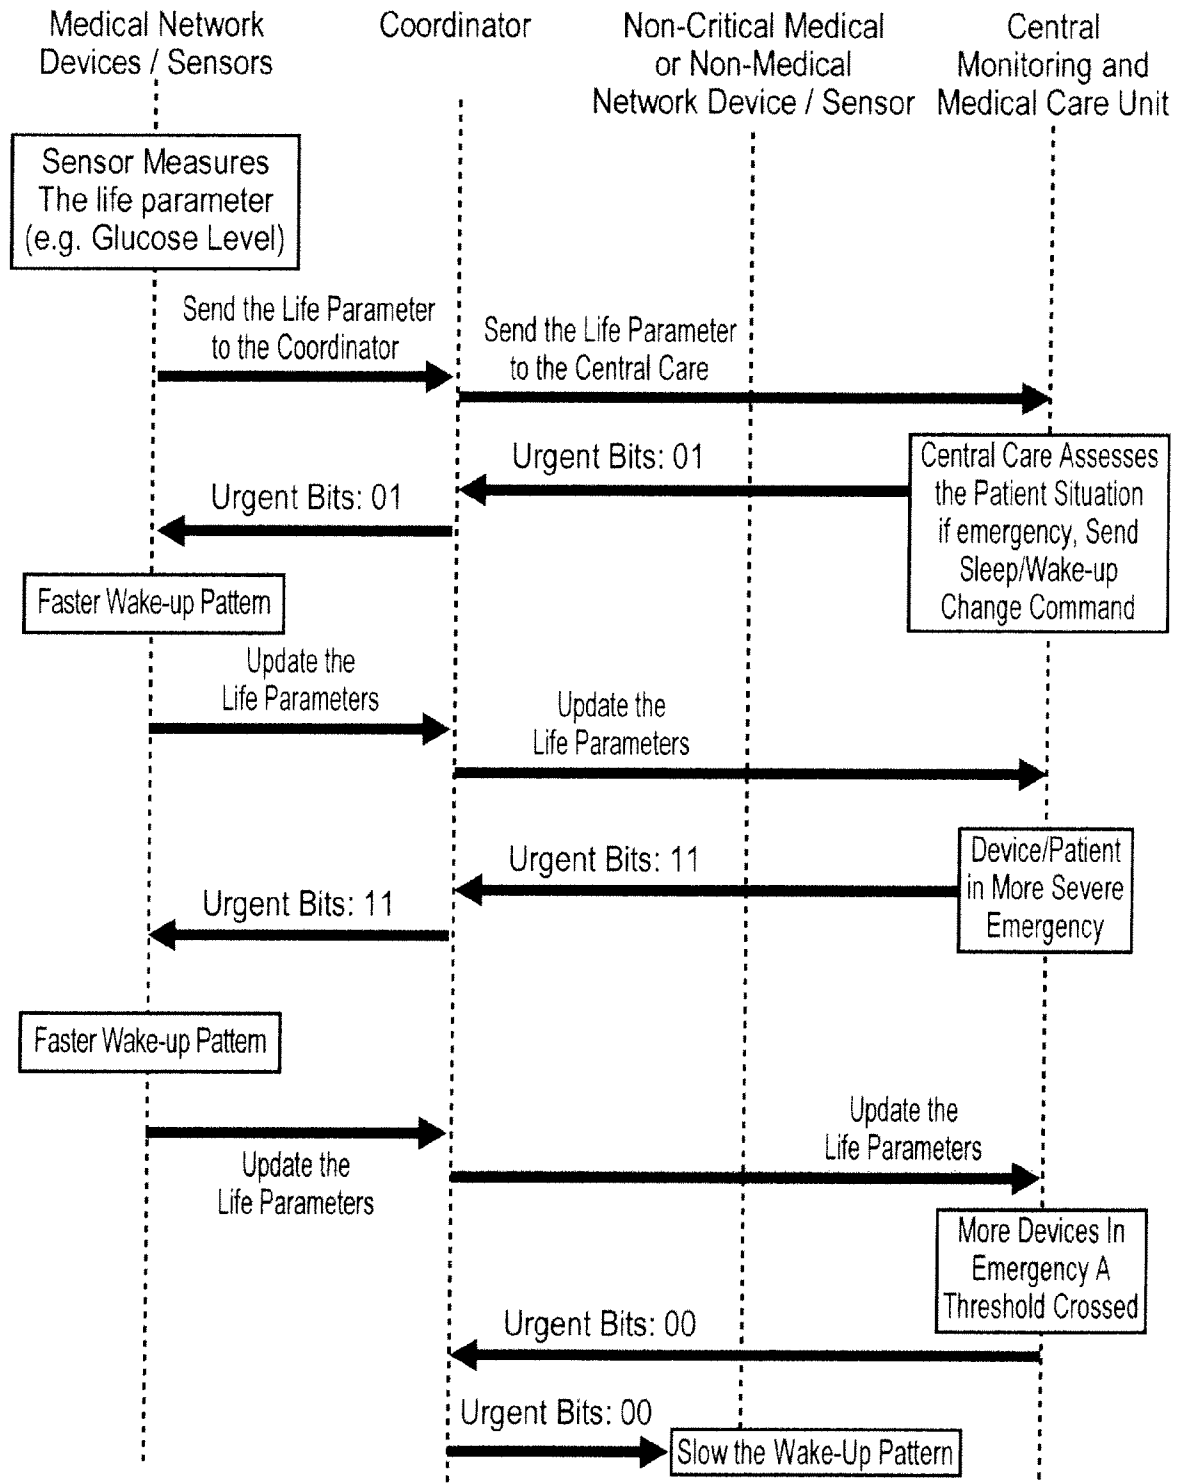 Medical Network
Devices / Sensors
Coordinator
Non-Critical Medical
or Non-Medical
Network Device / Sensor
Central
Monitoring and
Medical Care Unit
Sensor Measures
The life parameter
(e.g. Glucose Level)
Send the Life Parameter
to the Coordinator
Send the Life Parameter
to the Central Care
Urgent Bits: 01
Central Care Assesses
the Patient Situation
if emergency, Send
Sleep/Wake-up
Change Command
Urgent Bits: 01
Faster Wake-up Pattern
Update the
Life Parameters
Update the
Life Parameters
Device/Patient
in More Severe
Emergency
Urgent Bits: 11
Urgent Bits: 11
Faster Wake-up Pattern
Update the
Life Parameters
Update the
Life Parameters
More Devices In
Emergency A
Threshold Crossed
Urgent Bits: 00
Urgent Bits: 00
Slow the Wake-Up Pattern